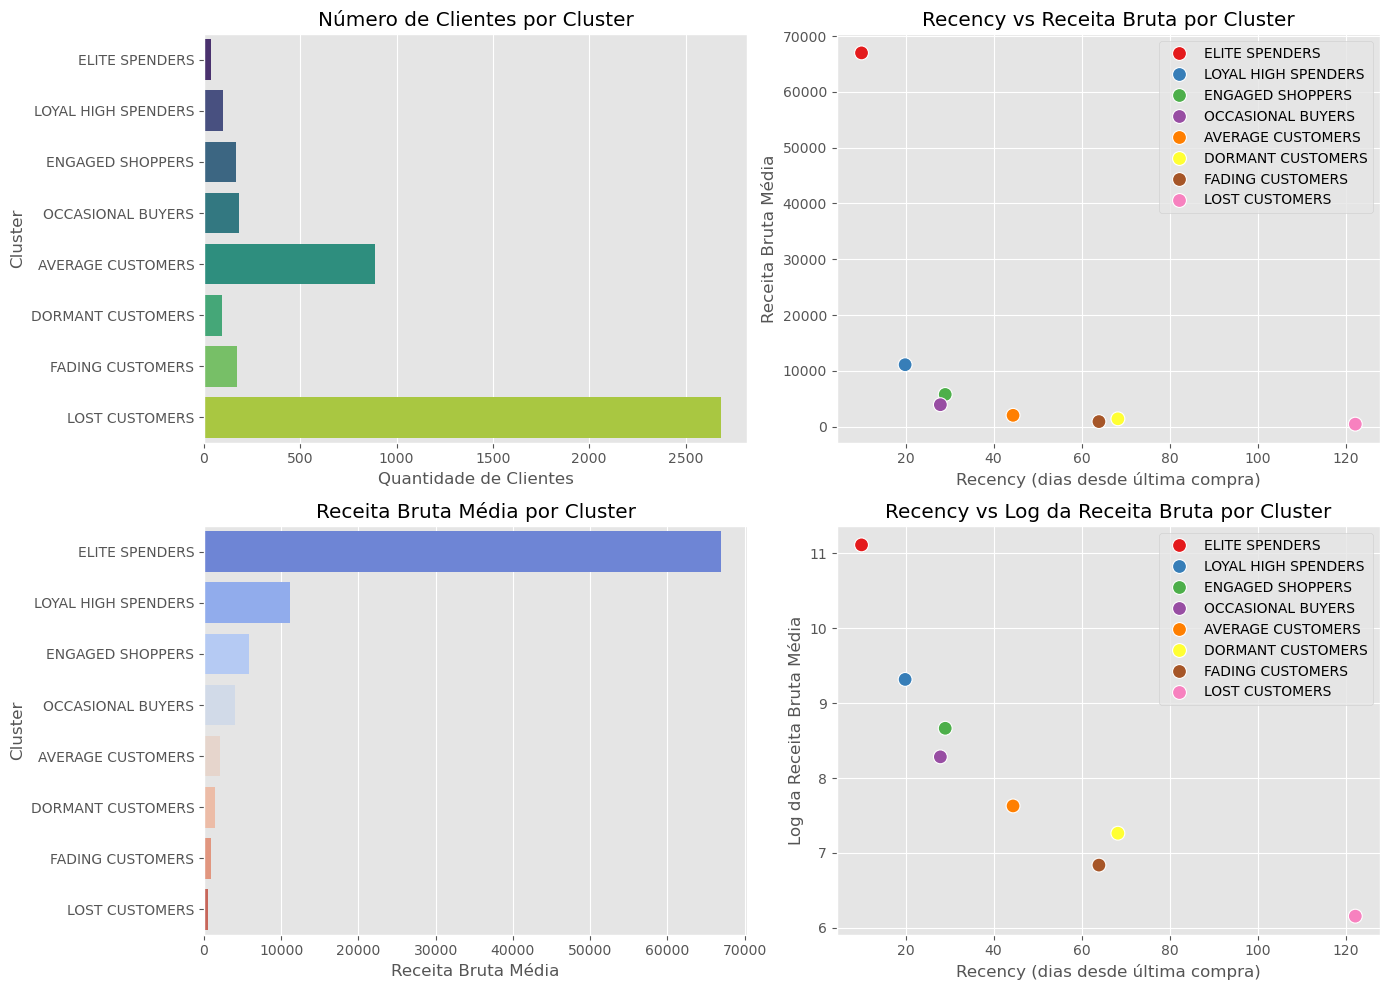 Número de Clientes por Cluster
Cluster
ELITE SPENDERS
LOYAL HIGH SPENDERS
ENGAGED SHOPPERS
OCCASIONAL BUYERS
AVERAGE CUSTOMERS
DORMANT CUSTOMERS
FADING CUSTOMERS
LOST CUSTOMERS
0 500 1000 1500 2000 2500
Quantidade de Clientes
Recency vs Receita Bruta por Cluster
Receita Bruta Média
70000
60000
50000
40000
30000
20000
10000
0
ELITE SPENDERS
LOYAL HIGH SPENDERS
ENGAGED SHOPPERS
OCCASIONAL BUYERS
AVERAGE CUSTOMERS
DORMANT CUSTOMERS
FADING CUSTOMERS
LOST CUSTOMERS
20 40 60 80 100 120
Recency (dias desde última compra)
Receita Bruta Média por Cluster
Cluster
ELITE SPENDERS
LOYAL HIGH SPENDERS
ENGAGED SHOPPERS
OCCASIONAL BUYERS
AVERAGE CUSTOMERS
DORMANT CUSTOMERS
FADING CUSTOMERS
LOST CUSTOMERS
0 10000 20000 30000 40000 50000 60000 70000
Receita Bruta Média
Recency vs Log da Receita Bruta por Cluster
Log da Receita Bruta Média
11
10
9
8
7
6
ELITE SPENDERS
LOYAL HIGH SPENDERS
ENGAGED SHOPPERS
OCCASIONAL BUYERS
AVERAGE CUSTOMERS
DORMANT CUSTOMERS
FADING CUSTOMERS
LOST CUSTOMERS
20 40 60 80 100 120
Recency (dias desde última compra)